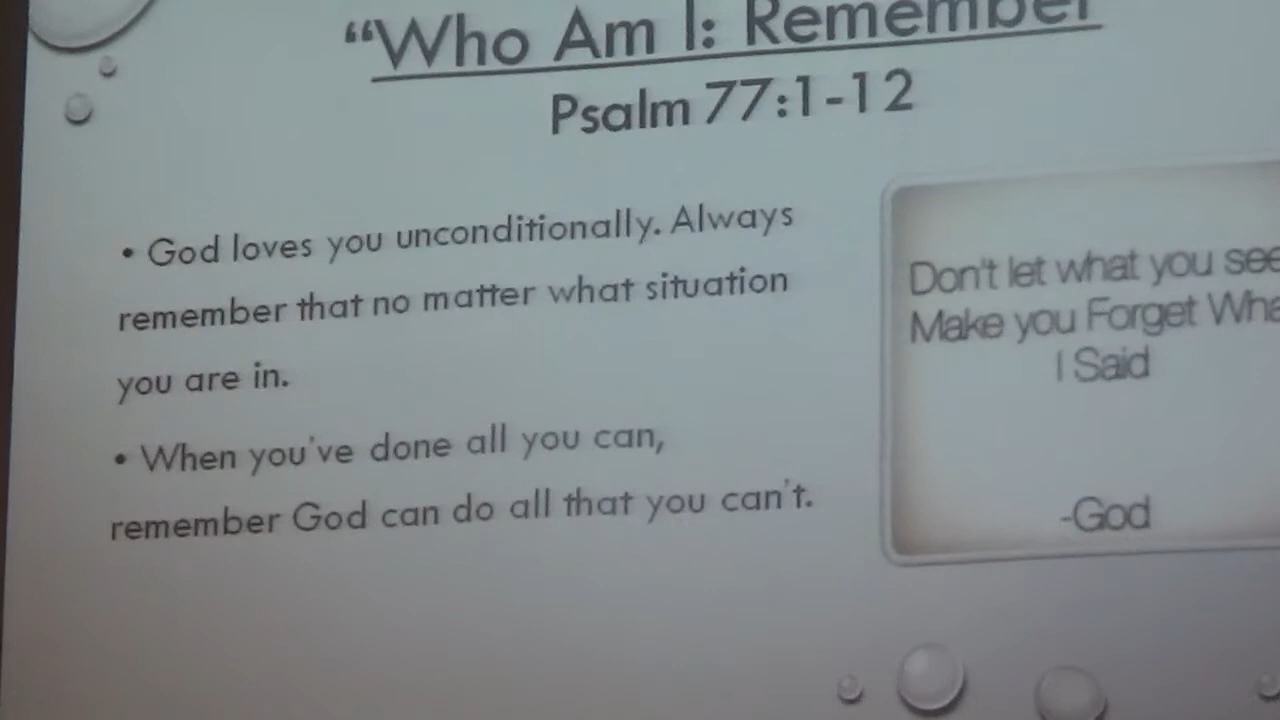 “Who Am I: Remember
Psalm 77:1-12
• God loves you unconditionally. Always
remember that no matter what situation
you are in.
• When you've done all you can,
remember God can do all that you can't.
Don't let what you see
Make you Forget Wha
I Said
-God